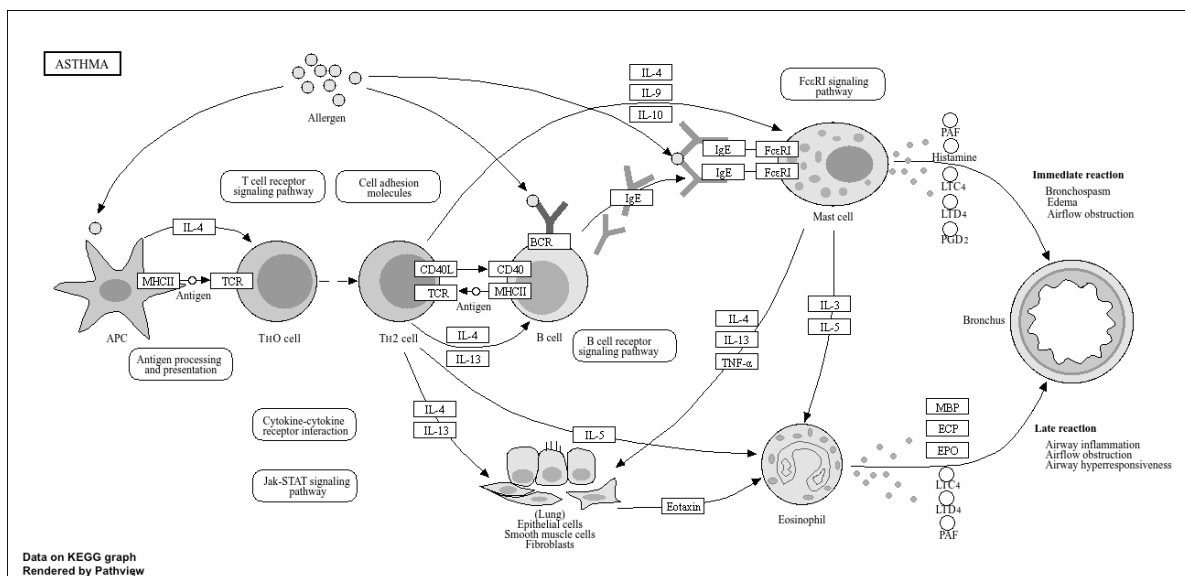 ASTHMA
Allergen
IL-4
IL-9
IL-10
FcεRI signaling
pathway
PAF
Histamine
LTC4
LTD4
PGD2
Immediate reaction
Bronchospasm
Edema
Airflow obstruction
T cell receptor
signaling pathway
Cell adhesion
molecules
IgE
FcεRI
IgE
FcεRI
IgE
Mast cell
IL-4
BCR
MHCII
TCR
Antigen
CD40L
CD40
TCR
MHCII
Antigen
APC
TH0 cell
TH2 cell
B cell
IL-4
IL-13
B cell receptor
signaling pathway
Antigen processing
and presentation
IL-4
IL-13
TNF-α
IL-3
IL-5
Bronchus
Cytokine-cytokine
receptor interaction
IL-4
IL-13
IL-5
MBP
ECP
EPO
LTC4
LTD4
PAF
Late reaction
Airway inflammation
Airflow obstruction
Airway hyperresponsiveness
Jak-STAT signaling
pathway
(Lung)
Epithelial cells
Smooth muscle cells
Fibroblasts
Eotaxin
Eosinophil
Data on KEGG graph
Rendered by Pathview